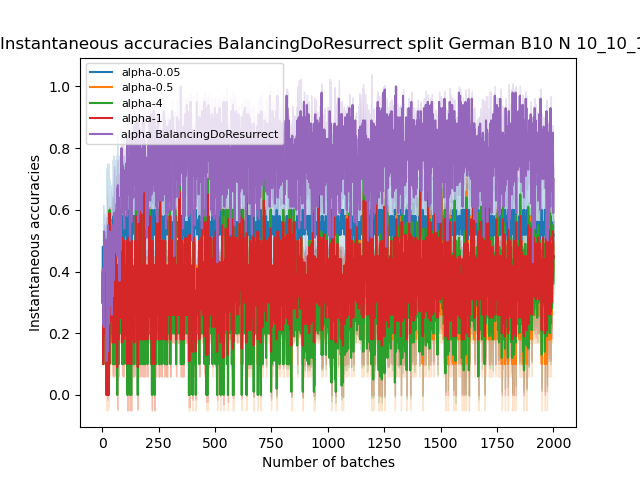 Instantaneous accuracies BalancingDoResurrect split German B10 N 10_10_1
alpha-0.05
alpha-0.5
alpha-4
alpha-1
alpha BalancingDoResurrect
Instantaneous accuracies
1.0
0.8
0.6
0.4
0.2
0.0
0 250 500 750 1000 1250 1500 1750 2000
Number of batches